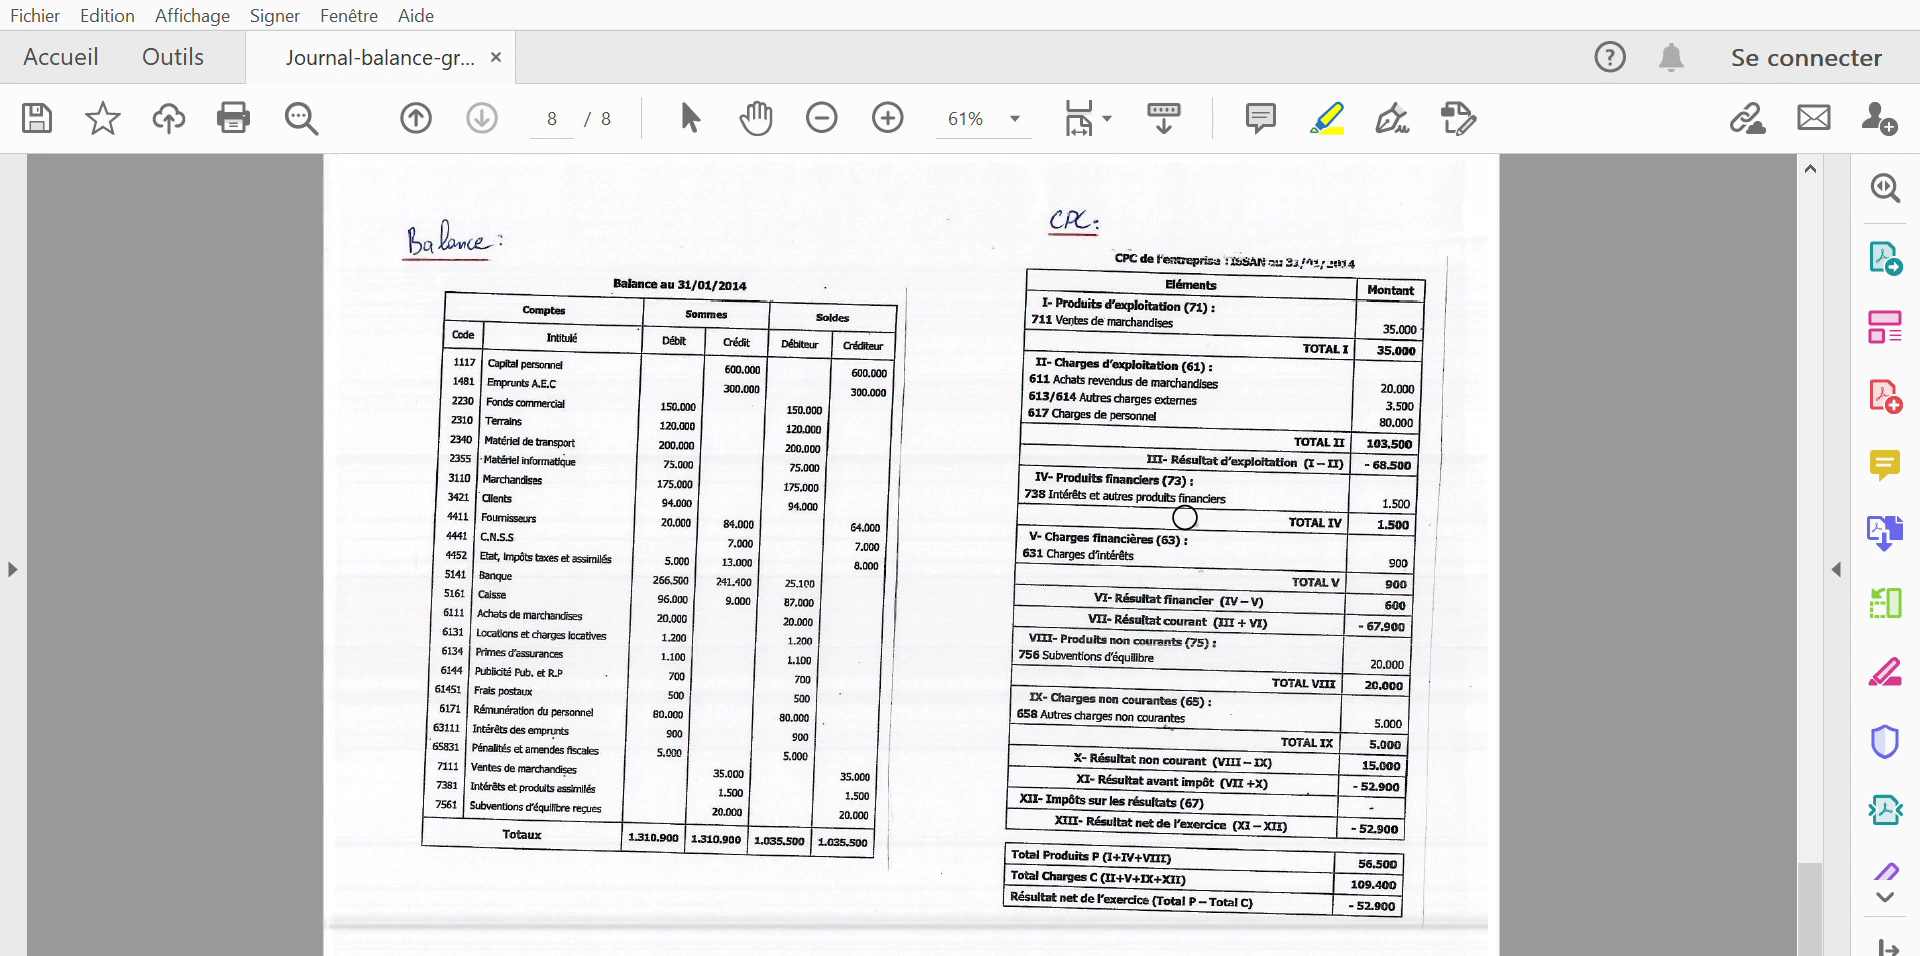 Fichier Edition Affichage Signer Fenêtre Aide
Accueil Outils Journal-balance-gr... × ? Se connecter
8 / 8 61%
Balance :
Balance au 31/01/2014
Comptes Sommes Soldes
Code Intitulé Débit Crédit Débiteur Créditeur
1117 Capital personnel 600.000 600.000
1481 Emprunts A.E.C 300.000 300.000
2230 Fonds commercial 150.000 150.000
2310 Terrains 120.000 120.000
2340 Matériel de transport 200.000 200.000
2355 Matériel informatique 75.000 75.000
3110 Marchandises 175.000 175.000
3421 Clients 94.000 94.000
4411 Fournisseurs 20.000 84.000 64.000
4441 C.N.S.S 7.000 7.000
4452 Etat, impôts taxes et assimilés 5.000 13.000 8.000
5141 Banque 266.500 241.400 25.100
5161 Caisse 96.000 9.000 87.000
6111 Achats de marchandises 20.000 20.000
6131 Locations et charges locatives 1.200 1.200
6134 Primes d'assurances 1.100 1.100
6144 Publicité Pub. et R.P 700 700
61451 Frais postaux 500 500
6171 Rémunération du personnel 80.000 80.000
63111 Intérêts des emprunts 900 900
65831 Pénalités et amendes fiscales 5.000 5.000
7111 Ventes de marchandises 35.000 35.000
7381 Intérêts et produits assimilés 1.500 1.500
7561 Subventions d'équilibre reçues 20.000 20.000
Totaux 1.310.900 1.310.900 1.035.500 1.035.500
CPC :
CPC de l'entreprise : ISSAN au 31/01/2014
Eléments Montant
I- Produits d'exploitation (71) :
711 Ventes de marchandises 35.000
TOTAL I 35.000
II- Charges d'exploitation (61) :
611 Achats revendus de marchandises 20.000
613/614 Autres charges externes 3.500
617 Charges de personnel 80.000
TOTAL II 103.500
III- Résultat d'exploitation (I – II) - 68.500
IV- Produits financiers (73) :
738 Intérêts et autres produits financiers 1.500
TOTAL IV 1.500
V- Charges financières (63) :
631 Charges d'intérêts 900
TOTAL V 900
VI- Résultat financier (IV – V) 600
VII- Résultat courant (III + VI) - 67.900
VIII- Produits non courants (75) :
756 Subventions d'équilibre 20.000
TOTAL VIII 20.000
IX- Charges non courantes (65) :
658 Autres charges non courantes 5.000
TOTAL IX 5.000
X- Résultat non courant (VIII – IX) 15.000
XI- Résultat avant impôt (VII +X) - 52.900
XII- Impôts sur les résultats (67) -
XIII- Résultat net de l'exercice (XI – XII) - 52.900
Total Produits P (I+IV+VIII) 56.500
Total Charges C (II+V+IX+XII) 109.400
Résultat net de l'exercice (Total P – Total C) - 52.900